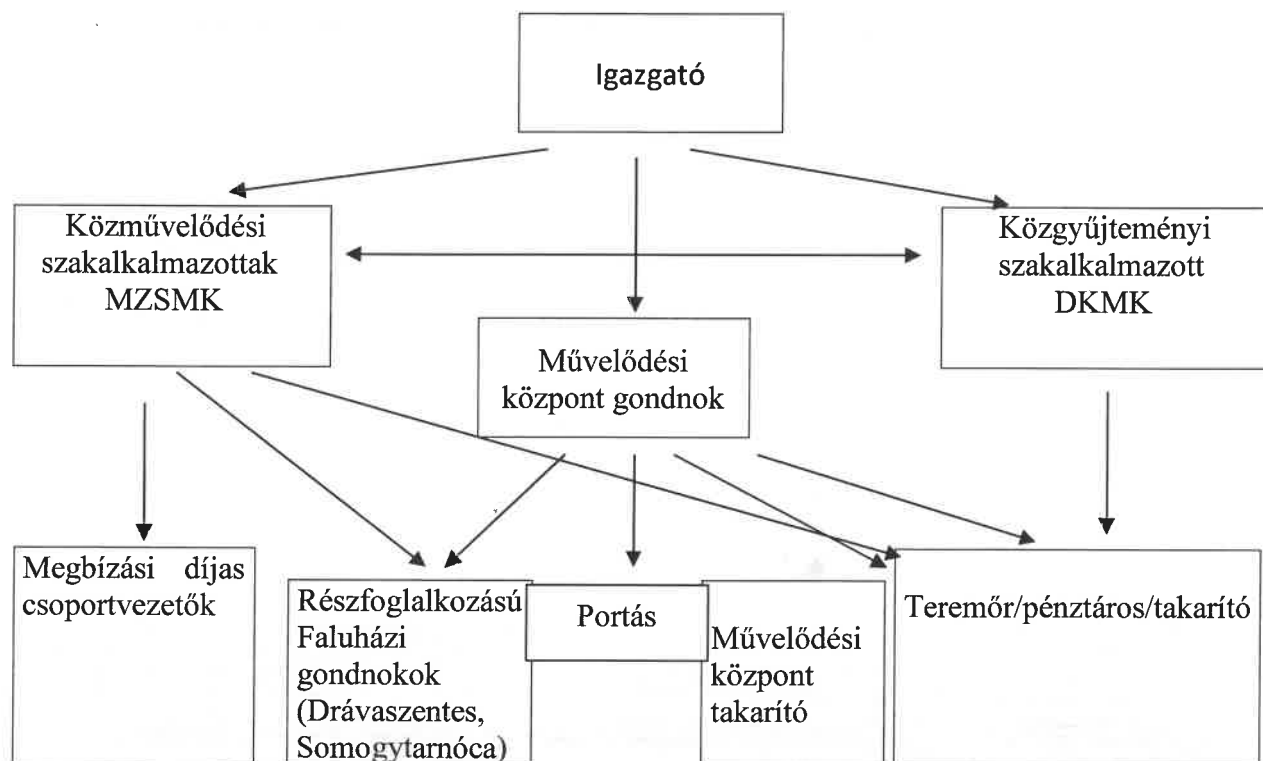 Igazgató
Közművelődési
szakalkalmazottak
MZSMK
Közgyűjteményi
szakalkalmazott
DKMK
Művelődési
központ gondnok
Megbízási díjas
csoportvezetők
Részfoglalkozású
Faluházi
gondnokok
(Drávaszentes,
Somogytarnóca)
Portás
Művelődési
központ
takarító
Teremőr/pénztáros/takarító